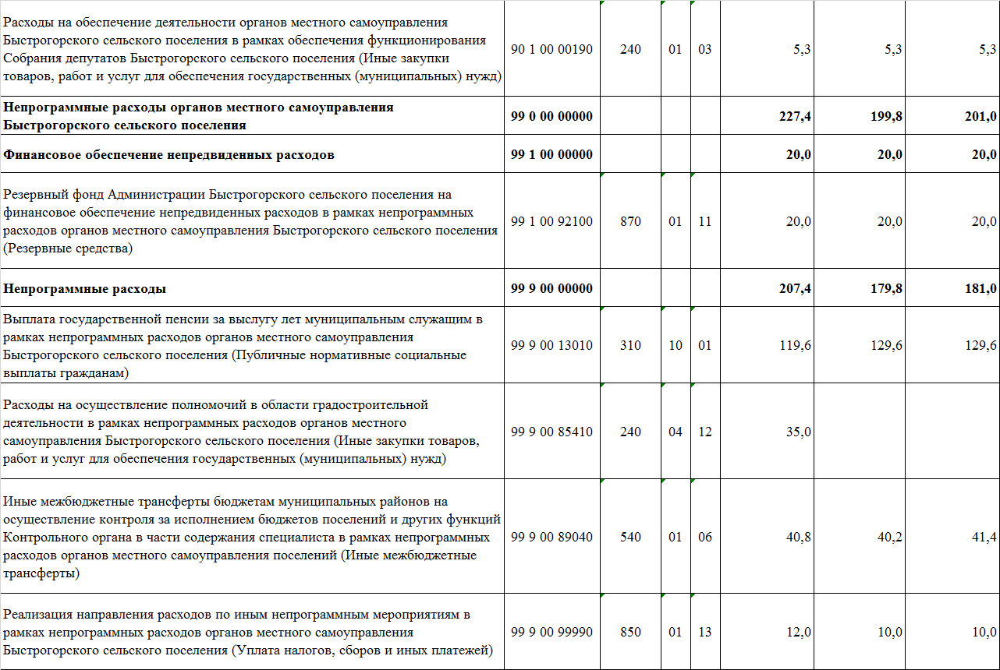 Расходы на обеспечение деятельности органов местного самоуправления
Быстрогорского сельского поселения в рамках обеспечения функционирования
Собрания депутатов Быстрогорского сельского поселения (Иные закупки
товаров, работ и услуг для обеспечения государственных (муниципальных) нужд)
90 1 00 00190 240 01 03 5,3 5,3 5,3
Непрограммные расходы органов местного самоуправления
Быстрогорского сельского поселения
99 0 00 00000 227,4 199,8 201,0
Финансовое обеспечение непредвиденных расходов 99 1 00 00000 20,0 20,0 20,0
Резервный фонд Администрации Быстрогорского сельского поселения на
финансовое обеспечение непредвиденных расходов в рамках непрограммных
расходов органов местного самоуправления Быстрогорского сельского поселения
(Резервные средства)
99 1 00 92100 870 01 11 20,0 20,0 20,0
Непрограммные расходы 99 9 00 00000 207,4 179,8 181,0
Выплата государственной пенсии за выслугу лет муниципальным служащим в
рамках непрограммных расходов органов местного самоуправления
Быстрогорского сельского поселения (Публичные нормативные социальные
выплаты гражданам)
99 9 00 13010 310 10 01 119,6 129,6 129,6
Расходы на осуществление полномочий в области градостроительной
деятельности в рамках непрограммных расходов органов местного
самоуправления Быстрогорского сельского поселения (Иные закупки товаров,
работ и услуг для обеспечения государственных (муниципальных) нужд)
99 9 00 85410 240 04 12 35,0
Иные межбюджетные трансферты бюджетам муниципальных районов на
осуществление контроля за исполнением бюджетов поселений и других функций
Контрольного органа в части содержания специалиста в рамках непрограммных
расходов органов местного самоуправления поселений (Иные межбюджетные
трансферты)
99 9 00 89040 540 01 06 40,8 40,2 41,4
Реализация направления расходов по иным непрограммным мероприятиям в
рамках непрограммных расходов органов местного самоуправления
Быстрогорского сельского поселения (Уплата налогов, сборов и иных платежей)
99 9 00 99990 850 01 13 12,0 10,0 10,0